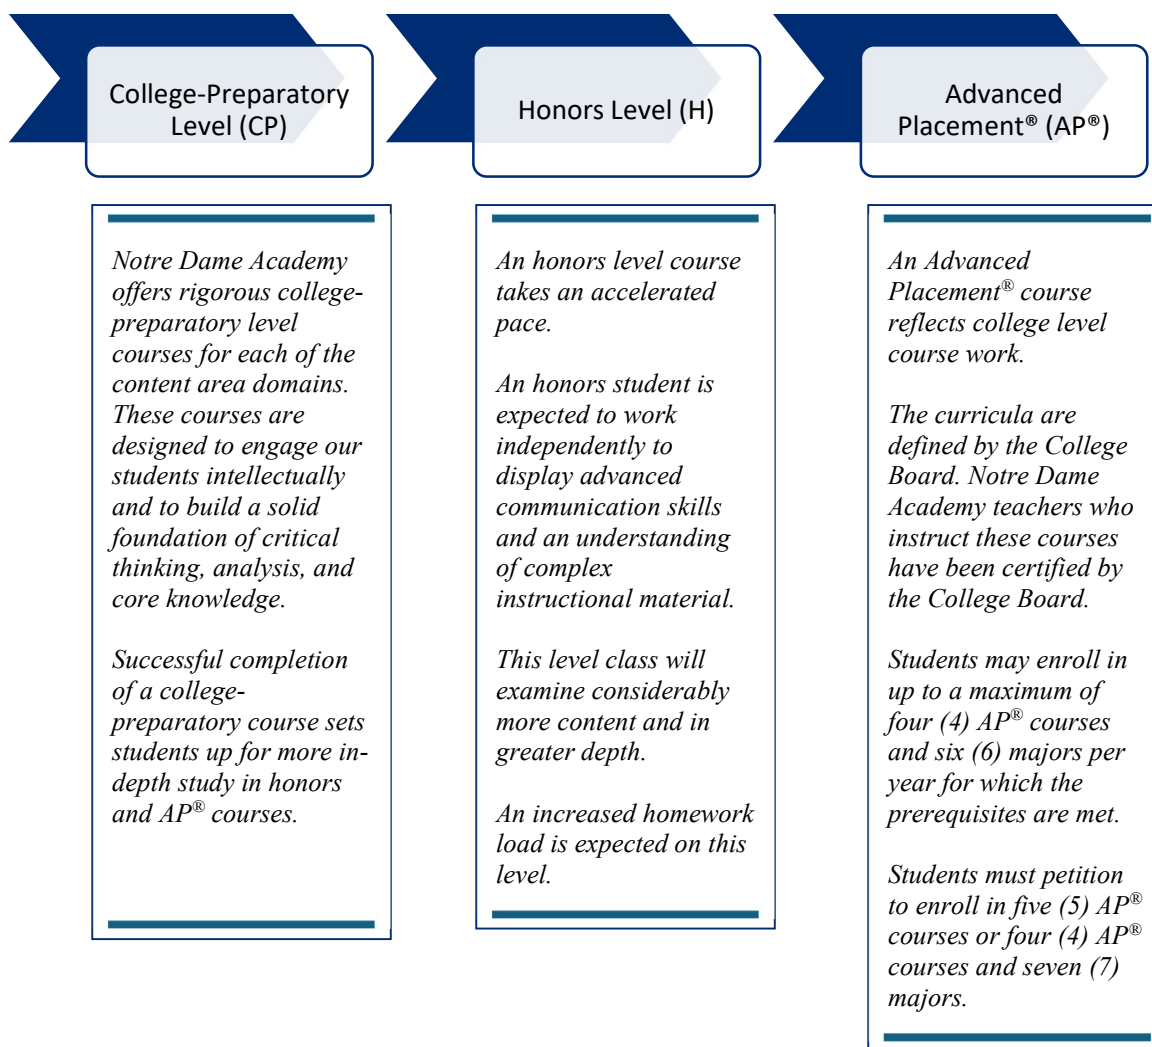 College-Preparatory
Level (CP)
Honors Level (H)
Advanced
Placement® (AP®)
Notre Dame Academy
offers rigorous college-
preparatory level
courses for each of the
content area domains.
These courses are
designed to engage our
students intellectually
and to build a solid
foundation of critical
thinking, analysis, and
core knowledge.
Successful completion
of a college-
preparatory course sets
students up for more in-
depth study in honors
and AP® courses.
An honors level course
takes an accelerated
pace.
An honors student is
expected to work
independently to
display advanced
communication skills
and an understanding
of complex
instructional material.
This level class will
examine considerably
more content and in
greater depth.
An increased homework
load is expected on this
level.
An Advanced
Placement® course
reflects college level
course work.
The curricula are
defined by the College
Board. Notre Dame
Academy teachers who
instruct these courses
have been certified by
the College Board.
Students may enroll in
up to a maximum of
four (4) AP® courses
and six (6) majors per
year for which the
prerequisites are met.
Students must petition
to enroll in five (5) AP®
courses or four (4) AP®
courses and seven (7)
majors.